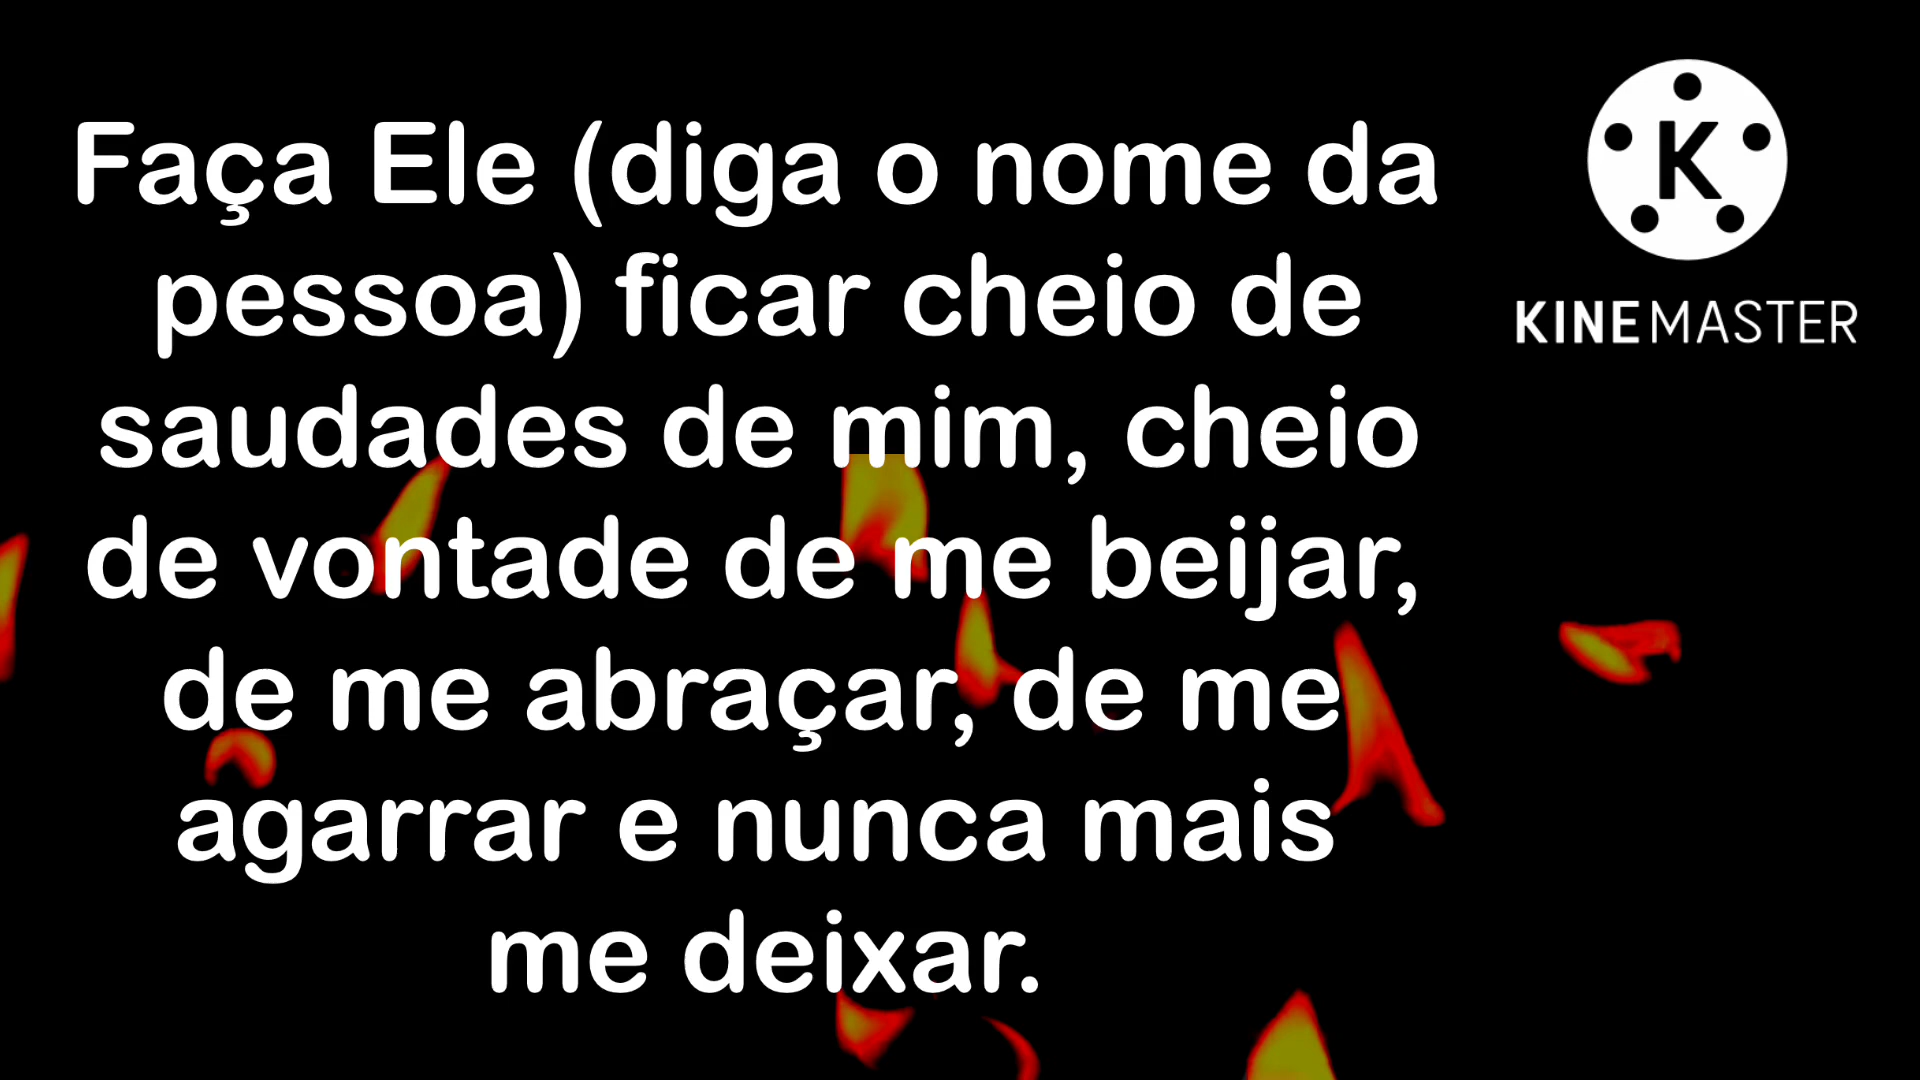 Faça Ele (diga o nome da
pessoa) ficar cheio de
saudades de mim, cheio
de vontade de me beijar,
de me abraçar, de me
agarrar e nunca mais
me deixar.
K
KINEMASTER